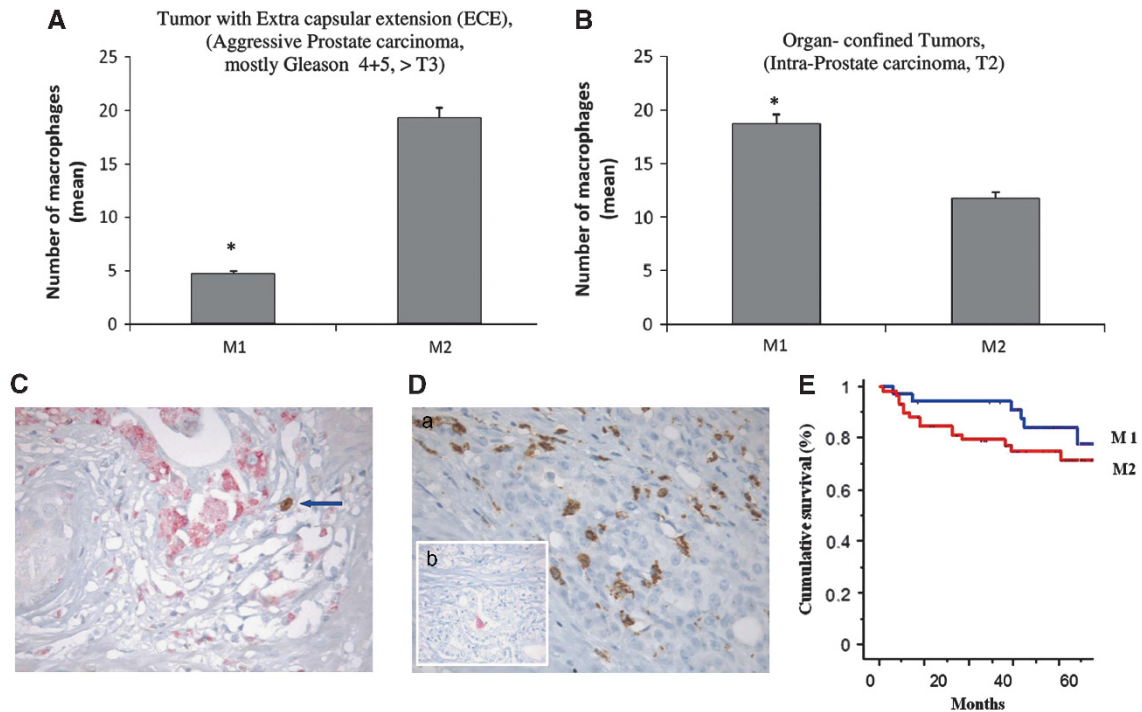 A
Tumor with Extra capsular extension (ECE),
(Aggressive Prostate carcinoma,
mostly Gleason 4+5, > T3)
Number of macrophages
(mean)
25
20
15
10
5
0
*
M1
M2
B
Organ- confined Tumors,
(Intra-Prostate carcinoma, T2)
Number of macrophages
(mean)
25
20
15
10
5
0
*
M1
M2
C
D
a
b
E
Cumulative survival (%)
1
0.8
0.6
0.4
0.2
0
M 1
M2
0
20
40
60
Months